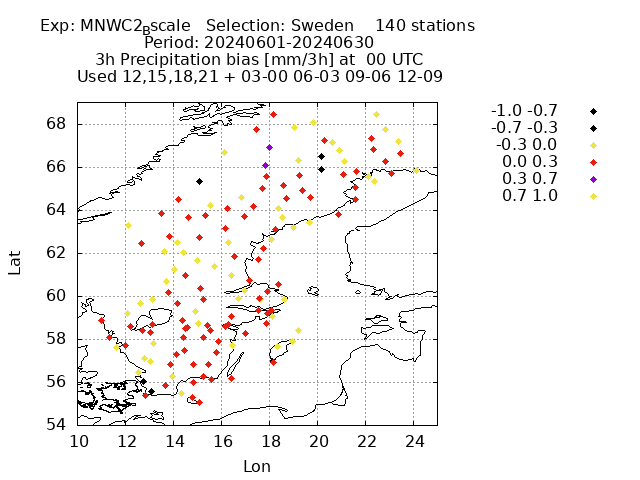 Exp: MNWC2Bscale Selection: Sweden 140 stations
Period: 20240601-20240630
3h Precipitation bias [mm/3h] at 00 UTC
Used 12,15,18,21 + 03-00 06-03 09-06 12-09
-1.0 -0.7
-0.7 -0.3
-0.3 0.0
0.0 0.3
0.3 0.7
0.7 1.0
68
66
64
62
60
58
56
54
Lat
10 12 14 16 18 20 22 24
Lon